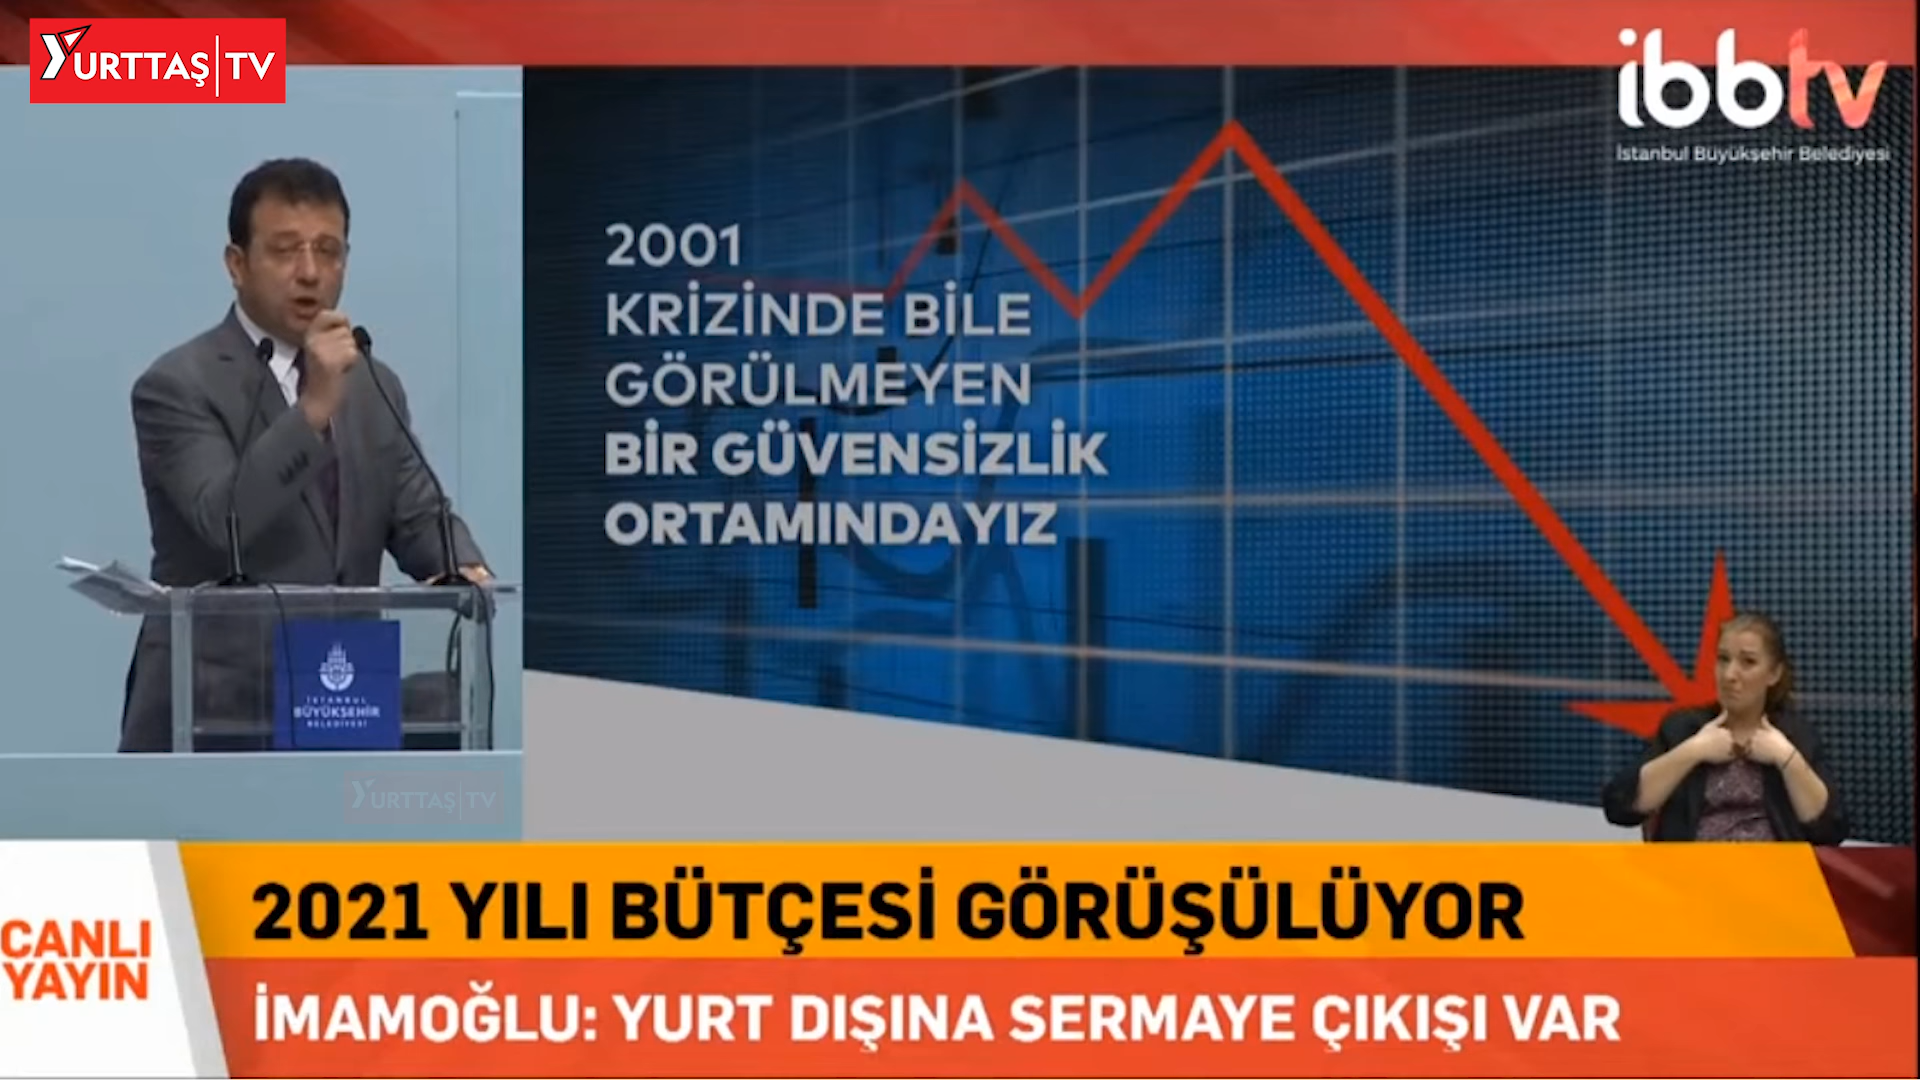 YURTTAŞ|TV
ibbtv
İstanbul Büyükşehir Belediyesi
2001
KRİZİNDE BİLE
GÖRÜLMEYEN
BİR GÜVENSİZLİK
ORTAMINDAYIZ
İSTANBUL
BÜYÜKŞEHİR
BELEDİYESİ
YURTTAŞ|TV
CANLI
YAYIN
2021 YILI BÜTÇESİ GÖRÜŞÜLÜYOR
İMAMOĞLU: YURT DIŞINA SERMAYE ÇIKIŞI VAR